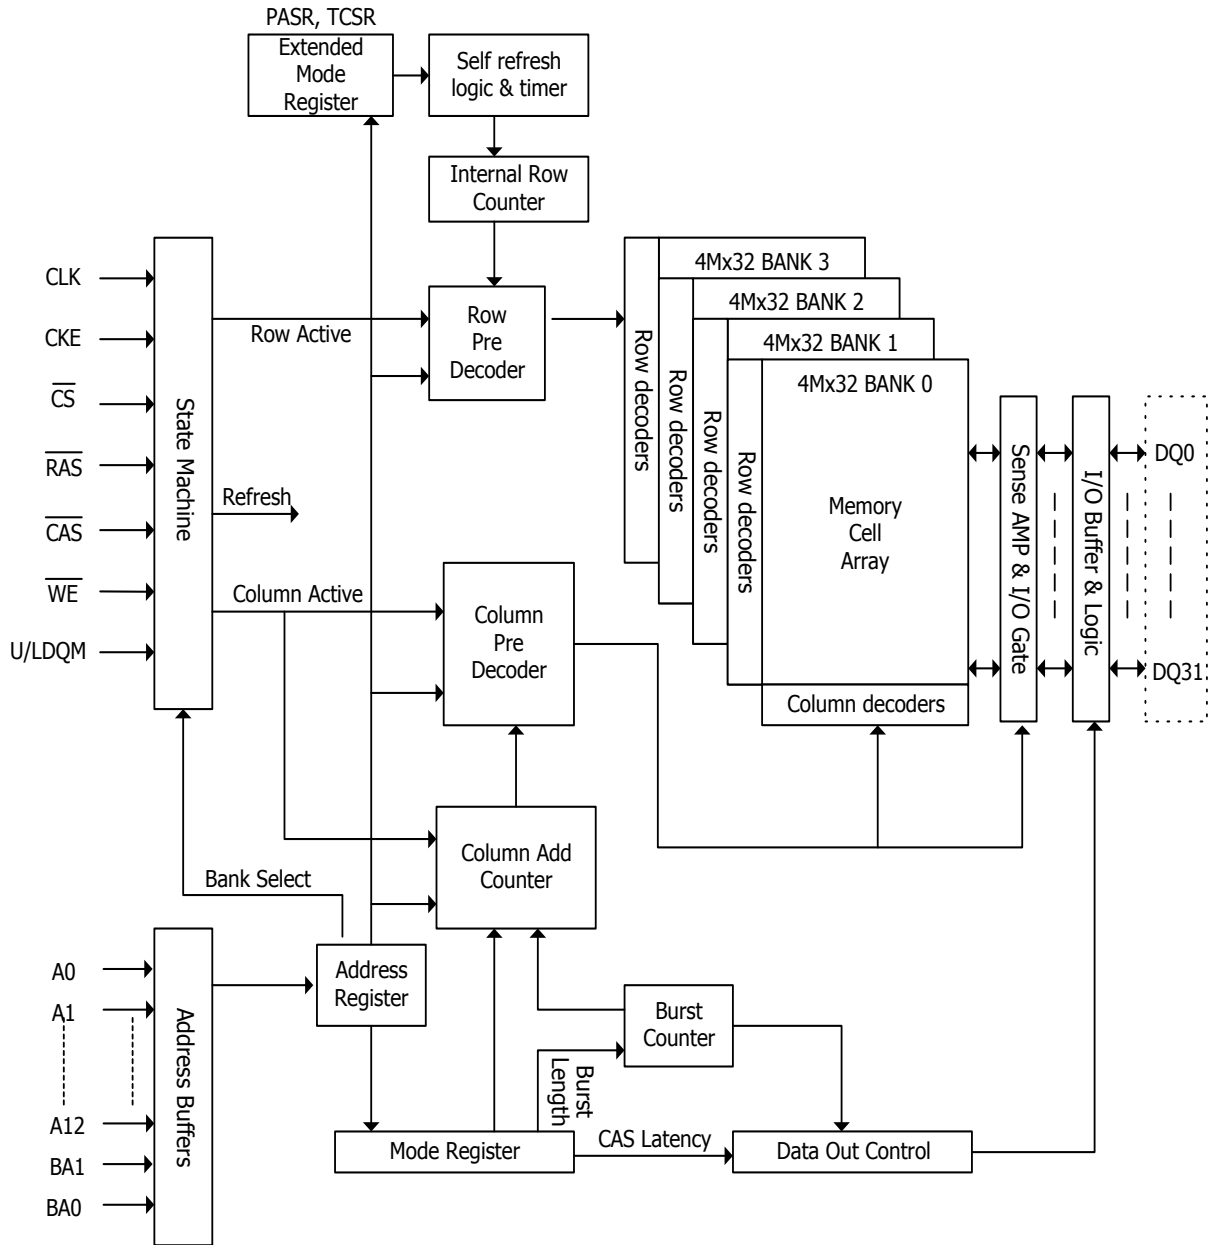 PASR, TCSR
Extended
Mode
Register
Self refresh
logic & timer
Internal Row
Counter
CLK
CKE
CS
RAS
CAS
WE
U/LDQM
State Machine
Row Active
Refresh
Column Active
Row
Pre
Decoder
4Mx32 BANK 3
4Mx32 BANK 2
4Mx32 BANK 1
4Mx32 BANK 0
Row decoders
Row decoders
Row decoders
Row decoders
Memory
Cell
Array
Column decoders
Sense AMP & I/O Gate
I/O Buffer & Logic
DQ0
DQ31
Column
Pre
Decoder
Column Add
Counter
Bank Select
A0
A1
A12
BA1
BA0
Address Buffers
Address
Register
Burst
Counter
Burst
Length
Mode Register
CAS Latency
Data Out Control